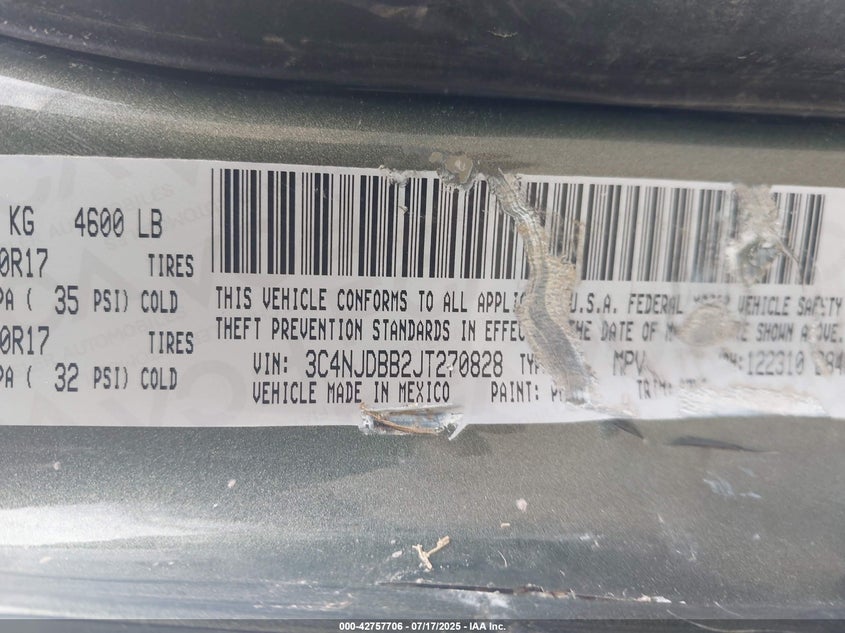 KG 4600 LB
0R17 TIRES
PA ( 35 PSI) COLD
0R17 TIRES
PA ( 32 PSI) COLD
THIS VEHICLE CONFORMS TO ALL U.S.A. FEDERAL VEHICLE SAFETY
THEFT PREVENTION STANDARDS IN THE DATE OF SHOWN ABOVE.
VIN: 3C4NJDBB2JT270828 MPV
VEHICLE MADE IN MEXICO PAINT:
000-42757706 - 07/17/2025 - IAA Inc.